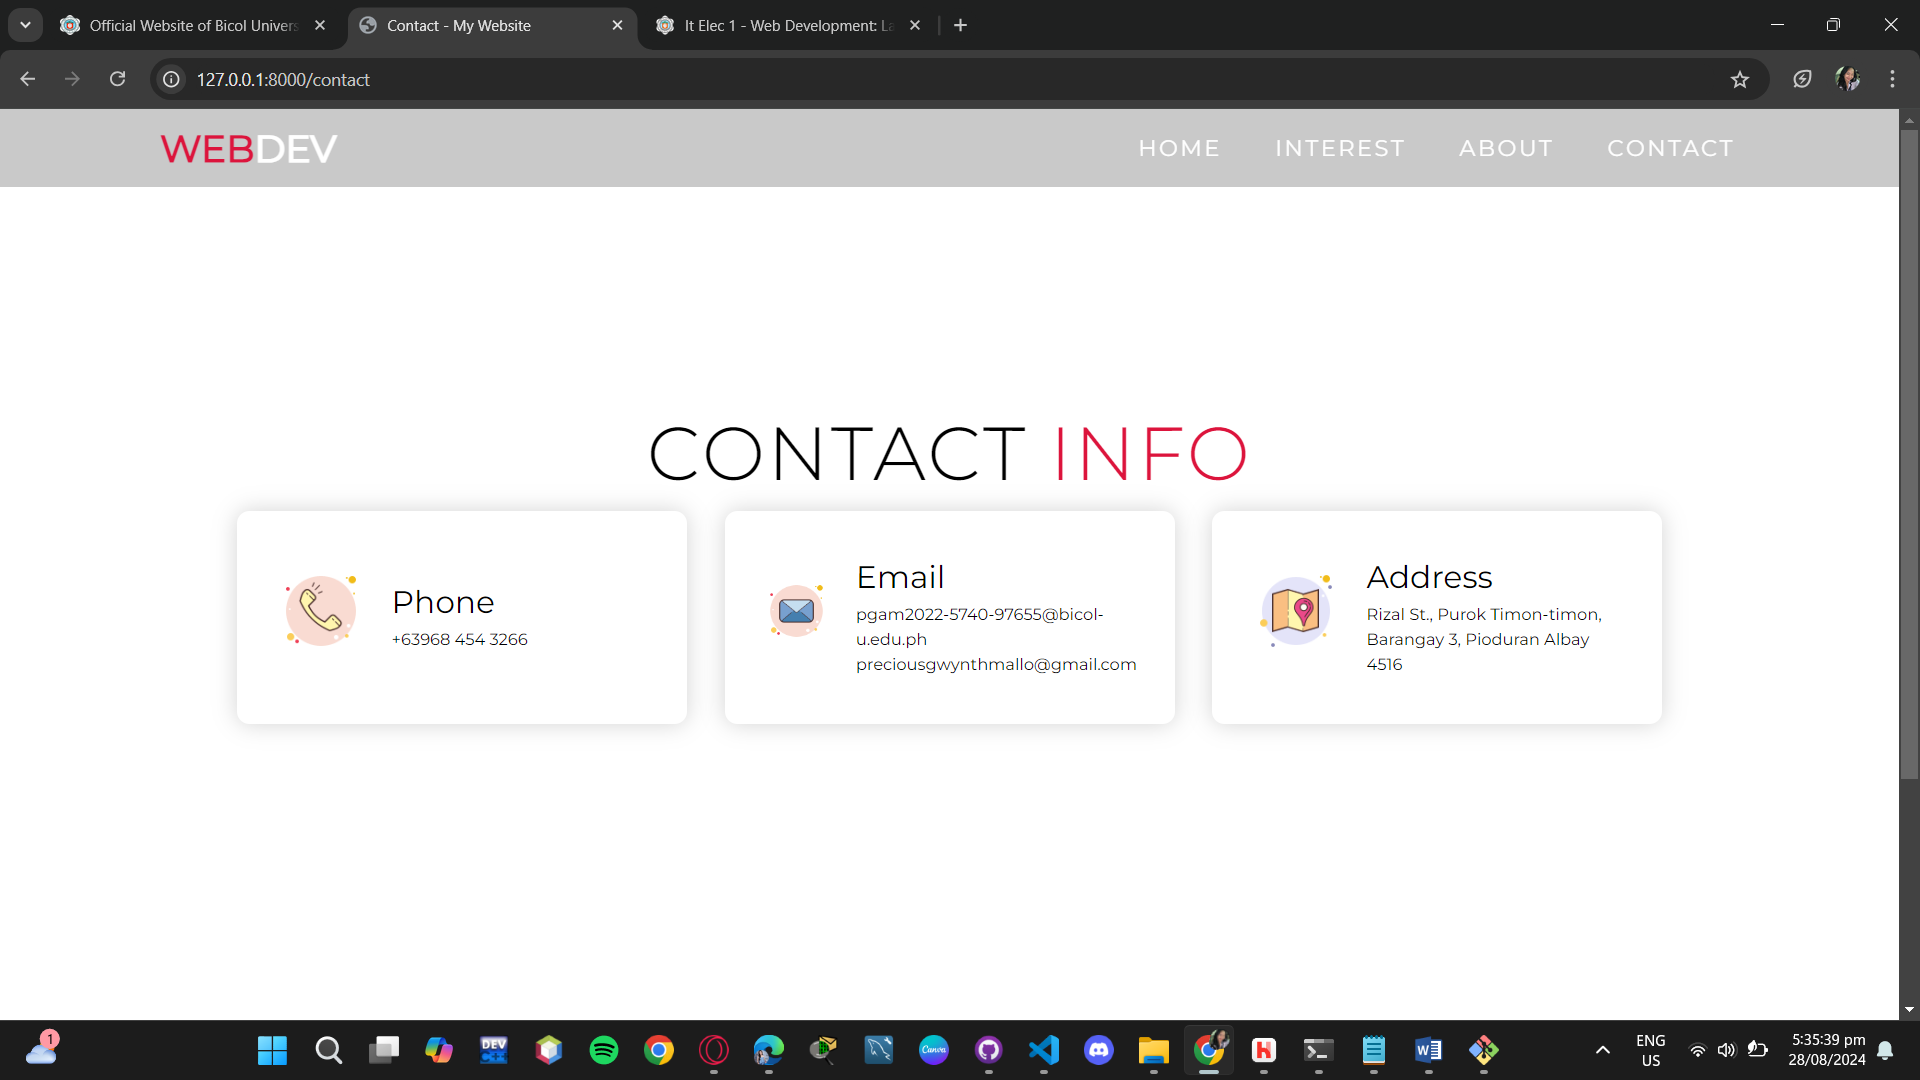 Official Website of Bicol Univers
Contact - My Website
It Elec 1 - Web Development: La
127.0.0.1:8000/contact
WEBDEV
HOME INTEREST ABOUT CONTACT
CONTACT INFO
Phone
+63968 454 3266
Email
pgam2022-5740-97655@bicol-
u.edu.ph
preciousgwynthmallo@gmail.com
Address
Rizal St., Purok Timon-timon,
Barangay 3, Pioduran Albay
4516
1
DEV
C++
Canva
H
W
ENG
US
5:35:39 pm
28/08/2024